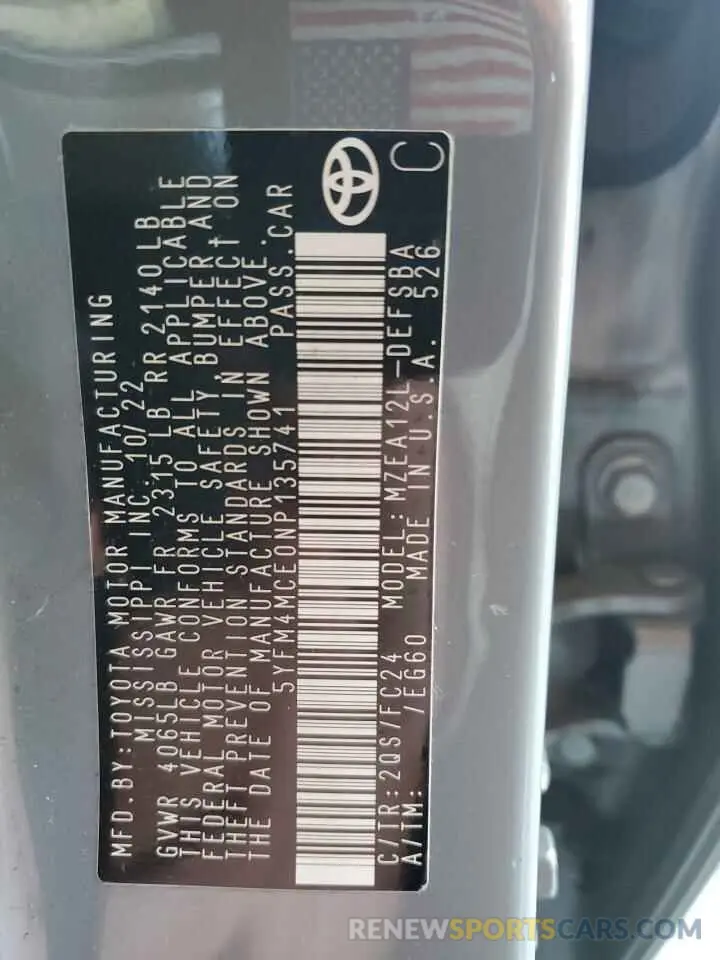 MFD.BY:TOYOTA MOTOR MANUFACTURING
MISSISSIPPI INC. 10/22
GVWR 4065LB GAWR FR 2315LB RR 2140LB
THIS VEHICLE CONFORMS TO ALL APPLICABLE
FEDERAL MOTOR VEHICLE SAFETY, BUMPER AND
THEFT PREVENTION STANDARDS IN EFFECT ON
THE DATE OF MANUFACTURE SHOWN ABOVE.
5YFM4MCE0NP135741 PASS.CAR
C/TR:2QS/FC24 MODEL:MZEA12L-DEFSBA
A/TM: /EG60 MADE IN U.S.A. 526
C
RENEWSPORTSCARS.COM